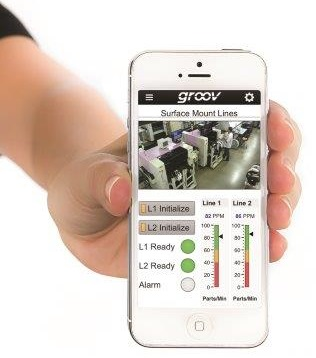 groov
Surface Mount Lines
L1 Initialize
L2 Initialize
L1 Ready
L2 Ready
Alarm
Line 1
82 PPM
100
80
60
40
20
0
Parts/Min
Line 2
86 PPM
100
80
60
40
20
0
Parts/Min